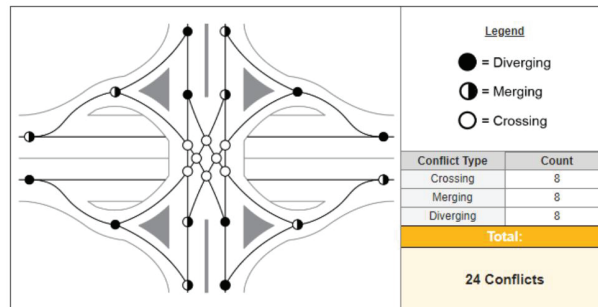 Legend
= Diverging
= Merging
= Crossing
Conflict Type Count
Crossing 8
Merging 8
Diverging 8
Total:
24 Conflicts